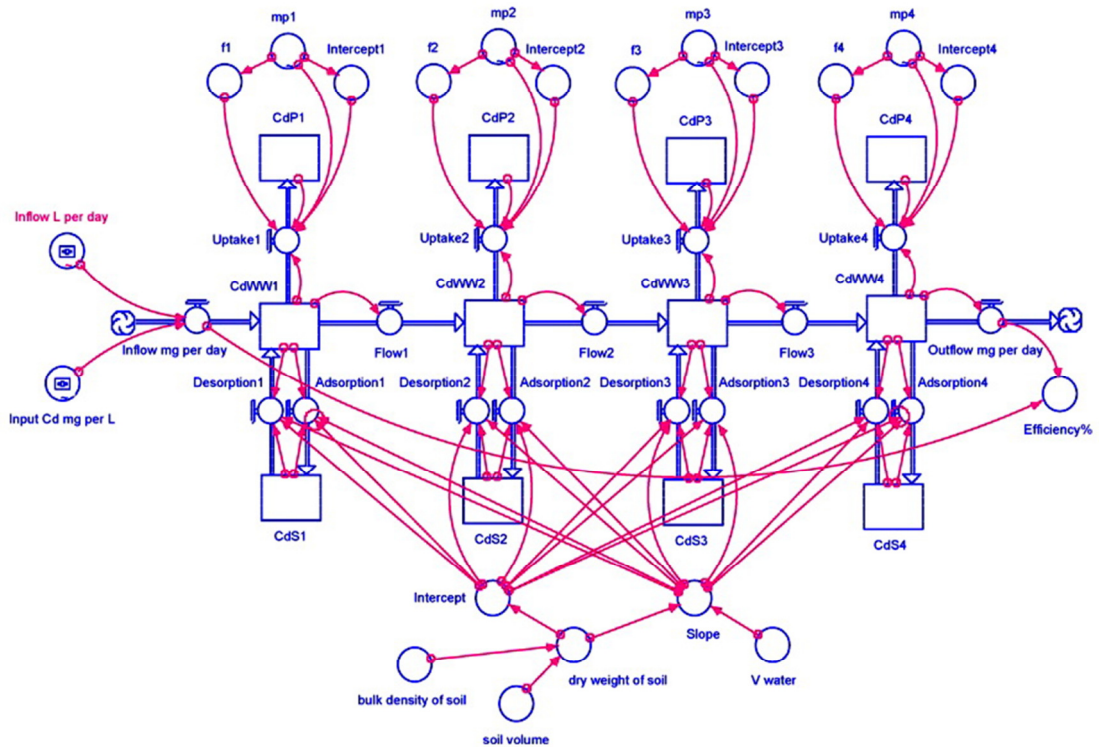 mp1
mp2
mp3
mp4
f1
Intercept1
f2
Intercept2
f3
Intercept3
f4
Intercept4
CdP1
CdP2
CdP3
CdP4
Inflow L per day
Uptake1
Uptake2
Uptake3
Uptake4
CdWW1
CdWW2
CdWW3
CdWW4
Inflow mg per day
Flow1
Flow2
Flow3
Outflow mg per day
Desorption1
Adsorption1
Desorption2
Adsorption2
Desorption3
Adsorption3
Desorption4
Adsorption4
Input Cd mg per L
Efficiency%
CdS1
CdS2
CdS3
CdS4
Intercept
Slope
dry weight of soil
V water
bulk density of soil
soil volume